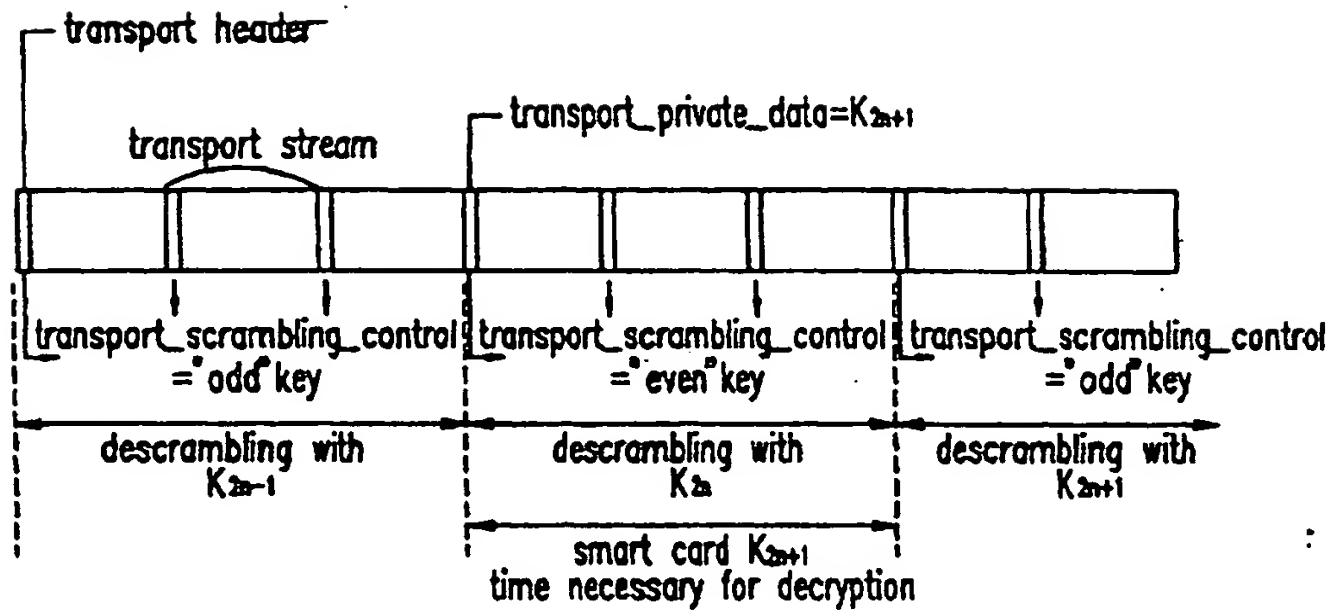 transport header
transport_private_data=K2n+1
transport stream
transport_scrambling_control
="odd" key
transport_scrambling_control
="even" key
transport_scrambling_control
="odd" key
descrambling with
K2n-1
descrambling with
K2n
descrambling with
K2n+1
smart card K2n+1
time necessary for decryption